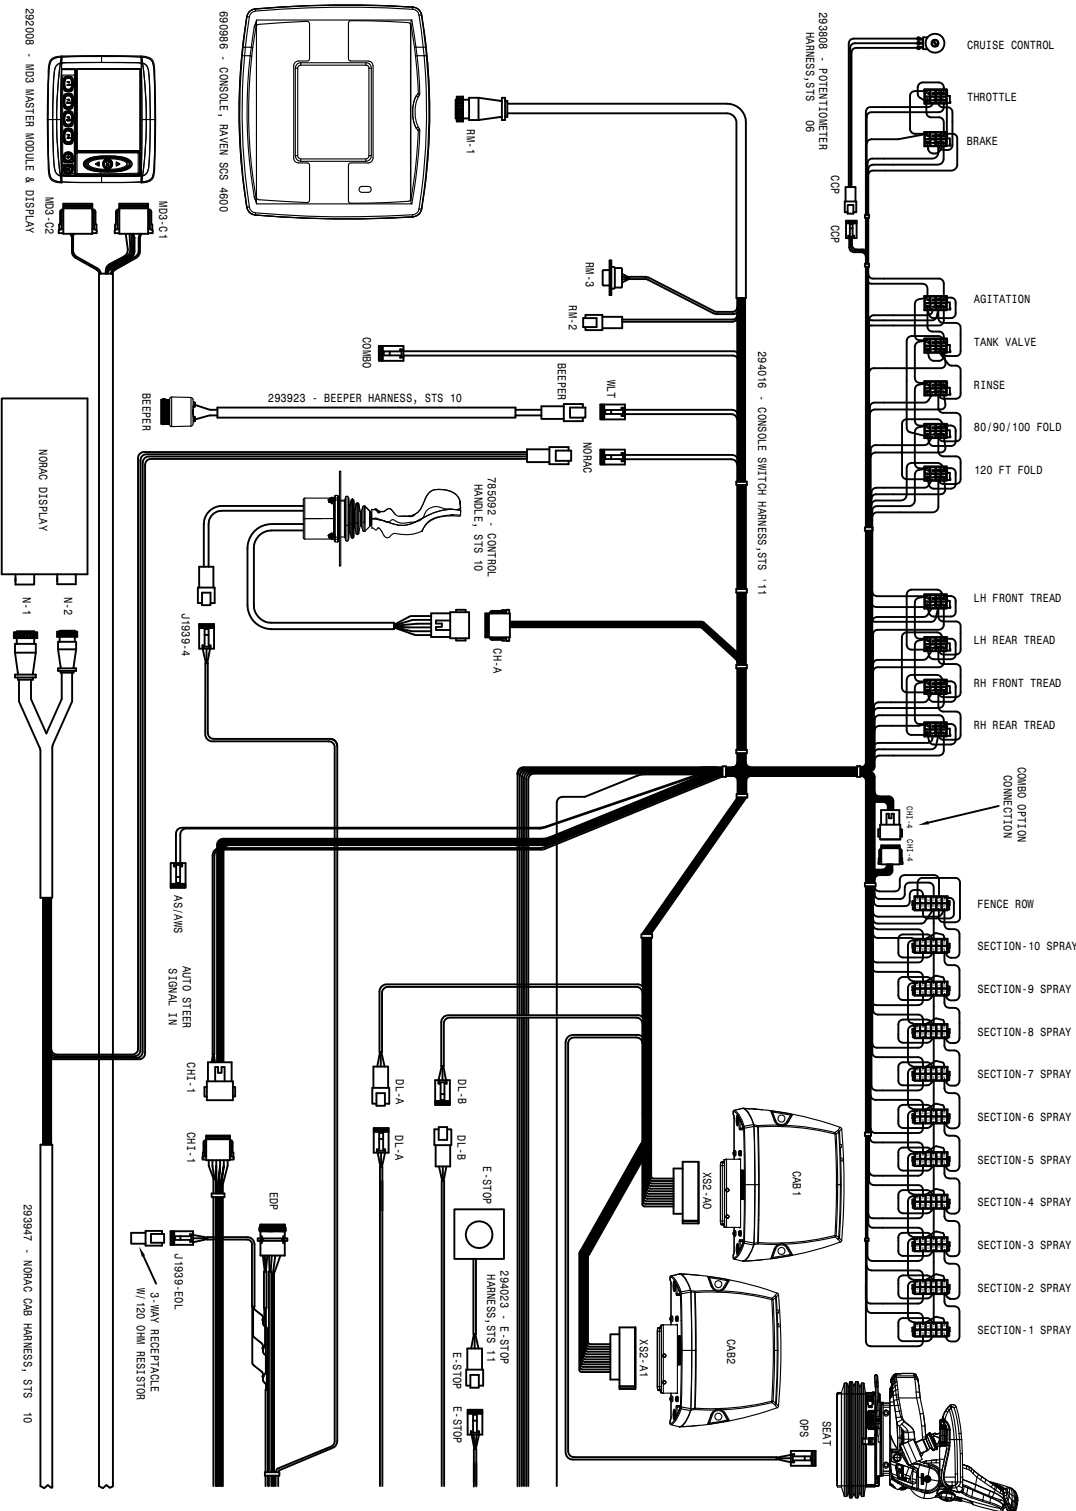 292008 - MD3 MASTER MODULE & DISPLAY
MD3-C2
MD3-C1
690986 - CONSOLE, RAVEN SCS 4600
RM-1
293808 - POTENTIOMETER
HARNESS,STS 06
CCP
CCP
CRUISE CONTROL
THROTTLE
BRAKE
AGITATION
TANK VALVE
RINSE
80/90/100 FOLD
120 FT FOLD
LH FRONT TREAD
LH REAR TREAD
RH FRONT TREAD
RH REAR TREAD
COMBO OPTION
CONNECTION
CHI-4
CHI-4
FENCE ROW
SECTION-10 SPRAY
SECTION-9 SPRAY
SECTION-8 SPRAY
SECTION-7 SPRAY
SECTION-6 SPRAY
SECTION-5 SPRAY
SECTION-4 SPRAY
SECTION-3 SPRAY
SECTION-2 SPRAY
SECTION-1 SPRAY
RM-3
RM-2
COMBO
BEEPER
293923 - BEEPER HARNESS, STS 10
BEEPER
WLT
NORAC
294016 - CONSOLE SWITCH HARNESS,STS '11
785092 - CONTROL
HANDLE, STS 10
NORAC DISPLAY
N-1
N-2
J1939-4
CH-A
AS/AWS
AUTO STEER
SIGNAL IN
CHI-1
CHI-1
DL-A
DL-B
DL-A
DL-B
E-STOP
294023 - E-STOP
HARNESS,STS 11
E-STOP
E-STOP
EDP
J1939-EOL
3-WAY RECEPTACLE
W/120 OHM RESISTOR
293947 - NORAC CAB HARNESS, STS 10
CAB1
XS2-A0
CAB2
XS2-A1
SEAT
OPS